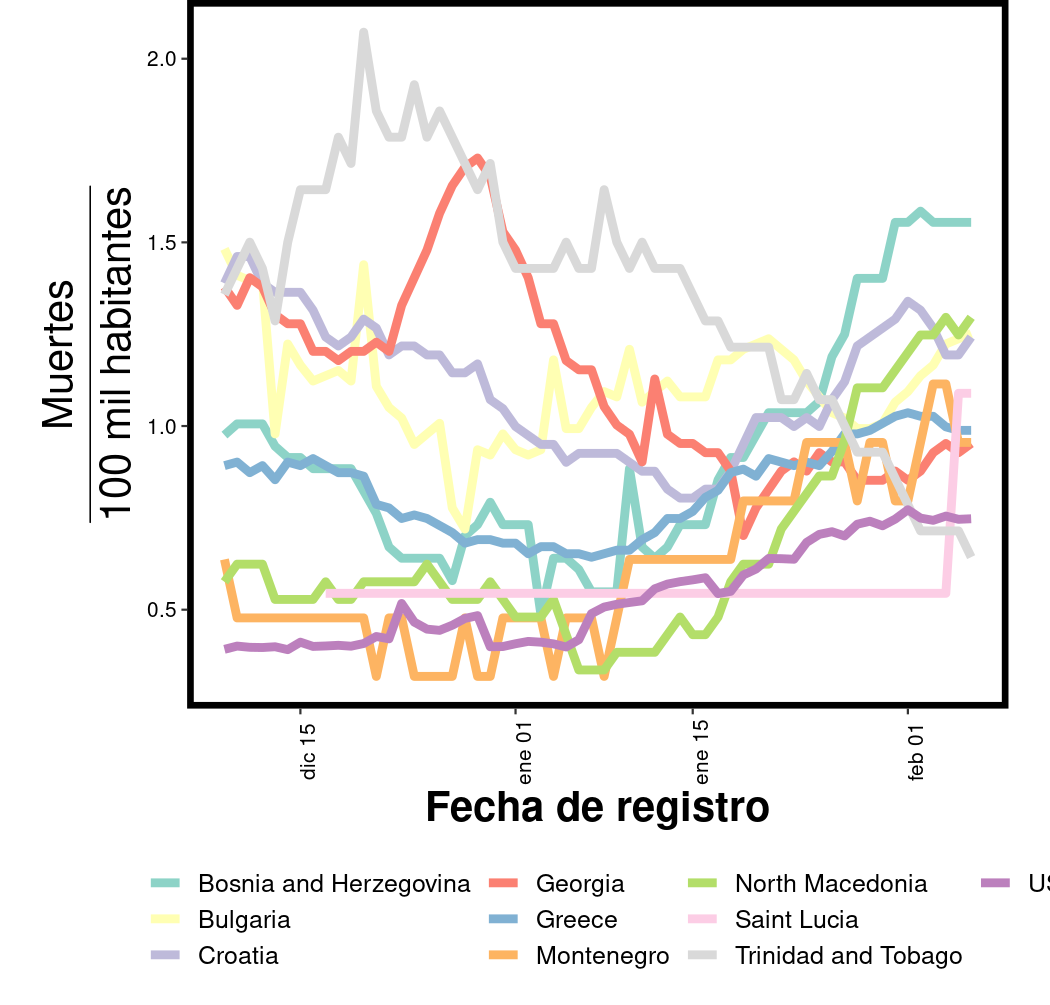 2.0
1.5
1.0
0.5
Muertes
100 mil habitantes
dic 15
ene 01
ene 15
feb 01
Fecha de registro
Bosnia and Herzegovina
Georgia
North Macedonia
US
Bulgaria
Greece
Saint Lucia
Croatia
Montenegro
Trinidad and Tobago